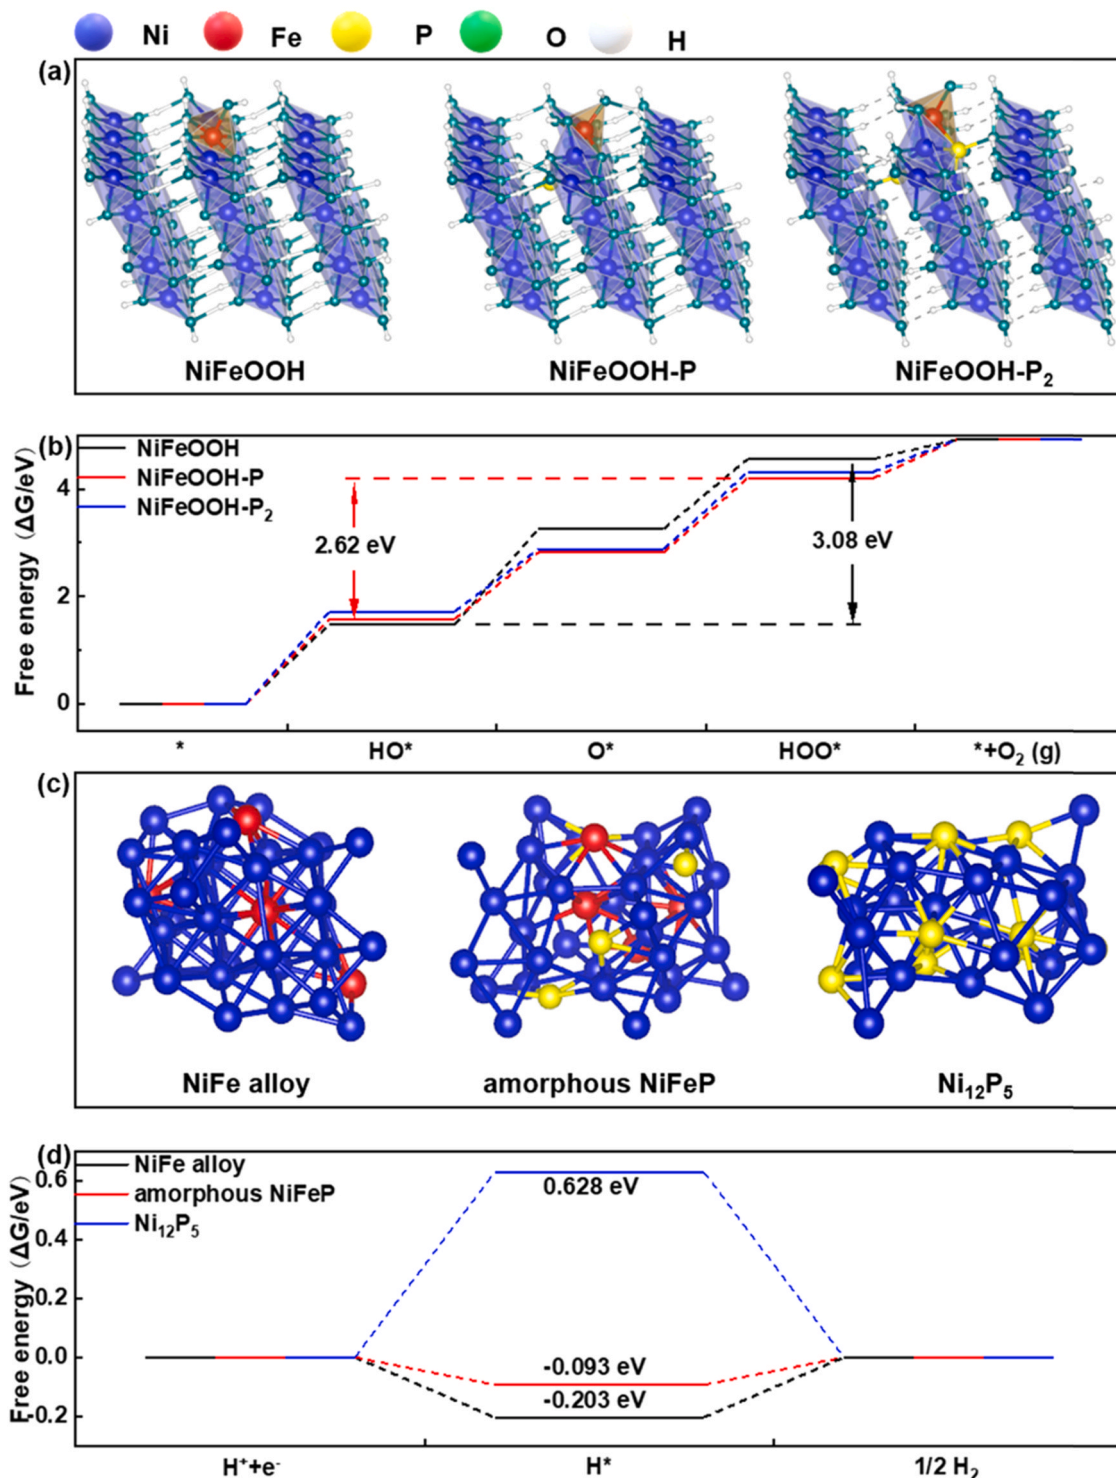 Ni Fe P O H
(a)
NiFeOOH NiFeOOH-P NiFeOOH-P₂
(b)
NiFeOOH
NiFeOOH-P
NiFeOOH-P₂
Free energy (ΔG/eV)
4
2
0
2.62 eV
3.08 eV
* HO* O* HOO* *+O₂ (g)
(c)
NiFe alloy amorphous NiFeP Ni₁₂P₅
(d)
NiFe alloy
amorphous NiFeP
Ni₁₂P₅
Free energy (ΔG/eV)
0.6
0.4
0.2
0.0
-0.2
0.628 eV
-0.093 eV
-0.203 eV
H⁺+e⁻ H* 1/2 H₂